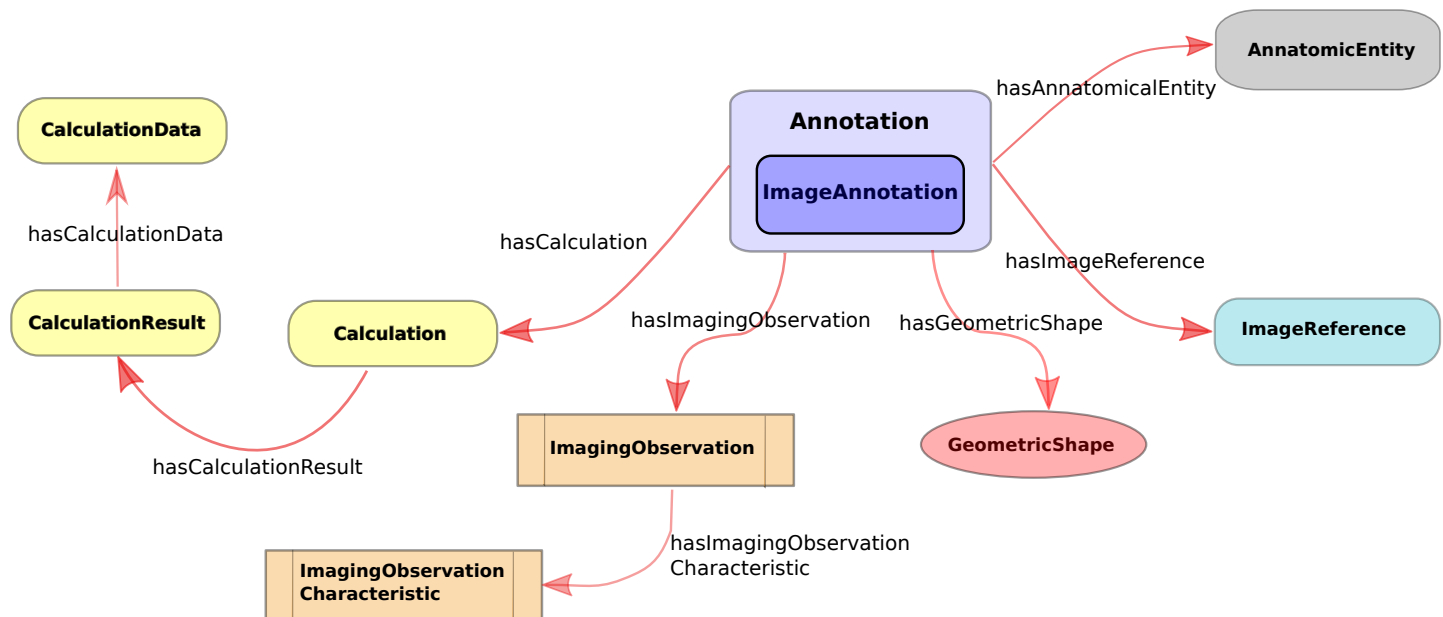 AnnatomicEntity
hasAnnatomicalEntity
Annotation
CalculationData
ImageAnnotation
hasCalculationData
hasCalculation
hasImageReference
CalculationResult
Calculation
hasImagingObservation
hasGeometricShape
ImageReference
ImagingObservation
GeometricShape
hasCalculationResult
hasImagingObservation
Characteristic
ImagingObservation
Characteristic